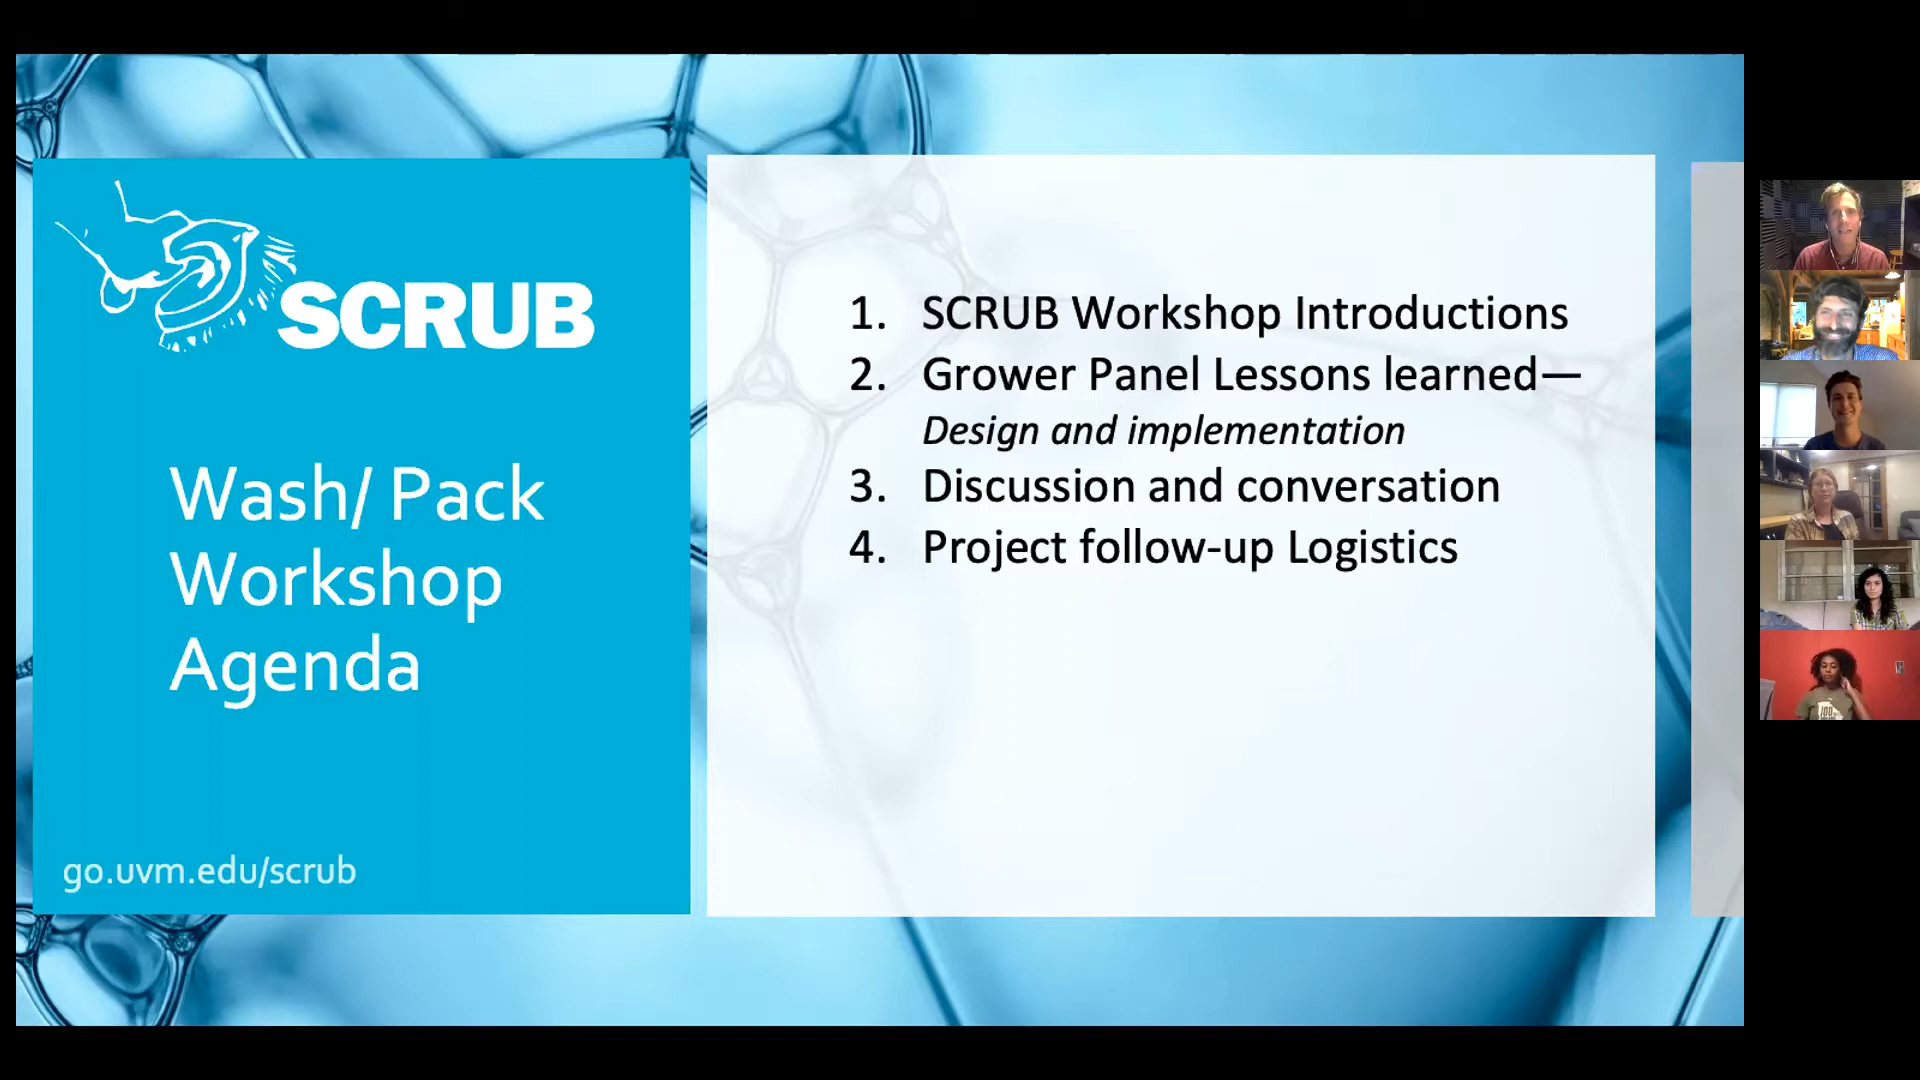 SCRUB
Wash/ Pack
Workshop
Agenda
go.uvm.edu/scrub
1. SCRUB Workshop Introductions
2. Grower Panel Lessons learned—
Design and implementation
3. Discussion and conversation
4. Project follow-up Logistics
100